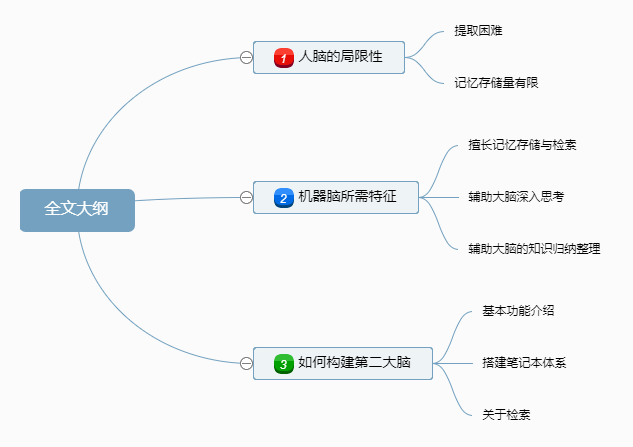 全文大纲
1 人脑的局限性
提取困难
记忆存储量有限
2 机器脑所需特征
擅长记忆存储与检索
辅助大脑深入思考
辅助大脑的知识归纳整理
3 如何构建第二大脑
基本功能介绍
搭建笔记本体系
关于检索